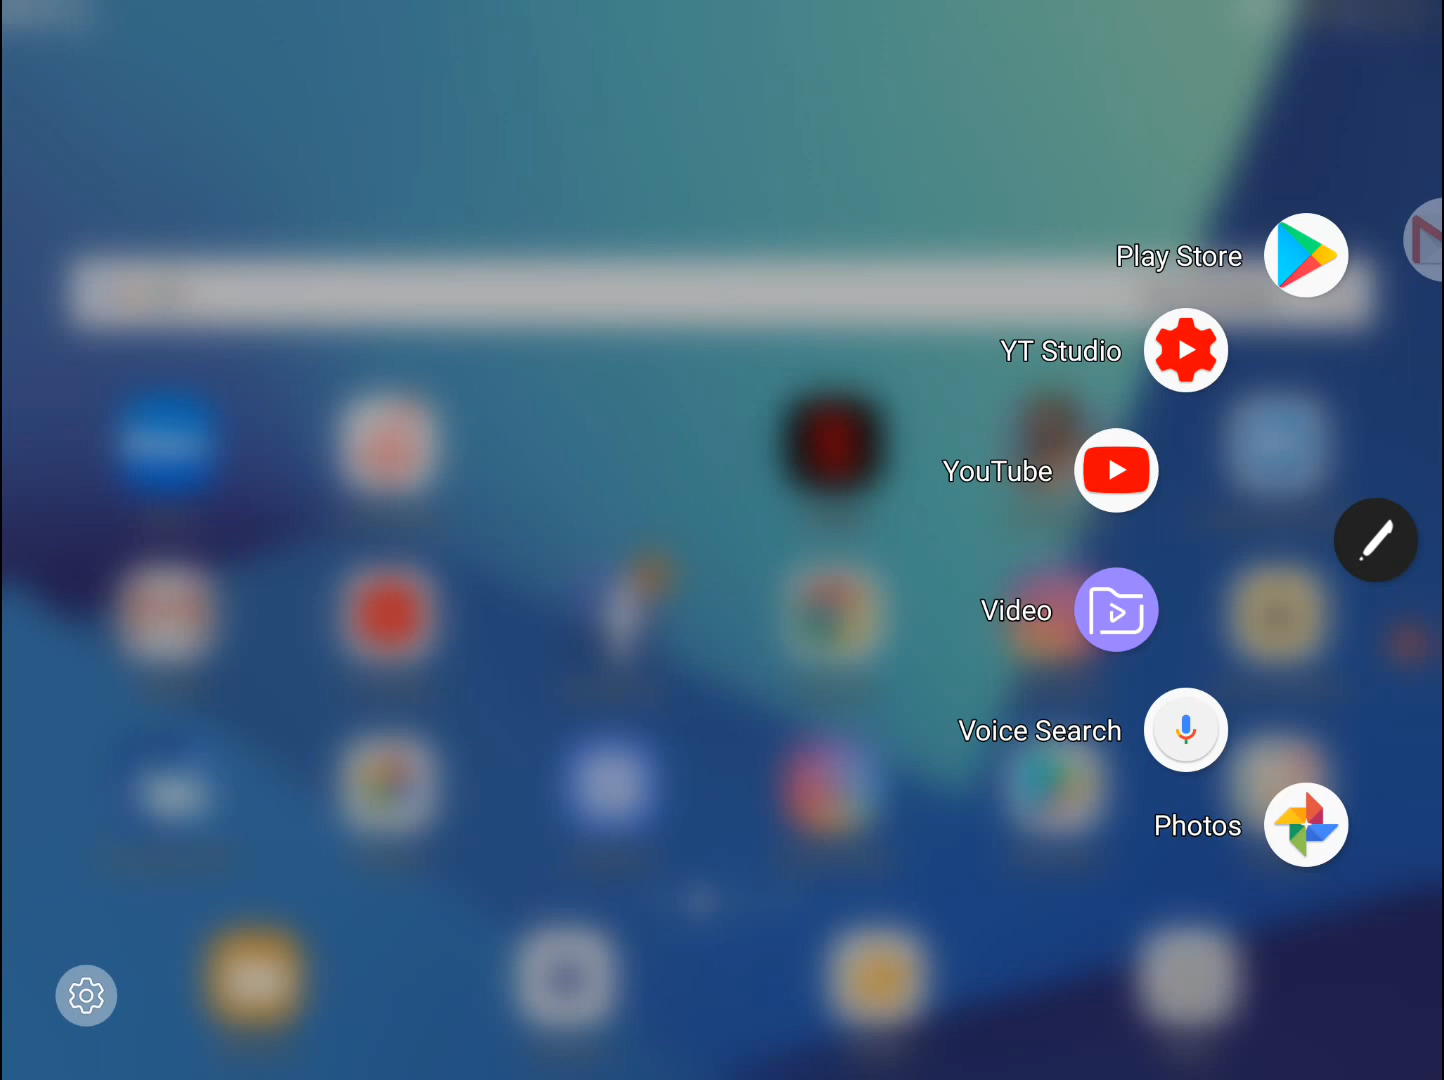 Play Store
YT Studio
YouTube
Video
Voice Search
Photos